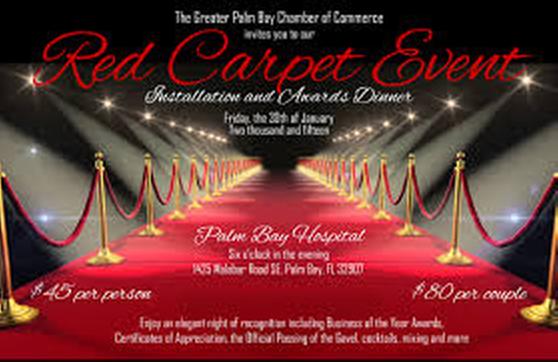 The Greater Palm Bay Chamber of Commerce
invites you to our
Red Carpet Event
Installation and Awards Dinner
Friday, the 30th of January
Two thousand and fifteen
Palm Bay Hospital
Six o'clock in the evening
1425 Malabar Road SE, Palm Bay, FL 32907
$45 per person
$80 per couple
Enjoy an elegant night of recognition including Business of the Year Awards,
Certificates of Appreciation, the Official Passing of the Gavel, cocktails, mixing and more